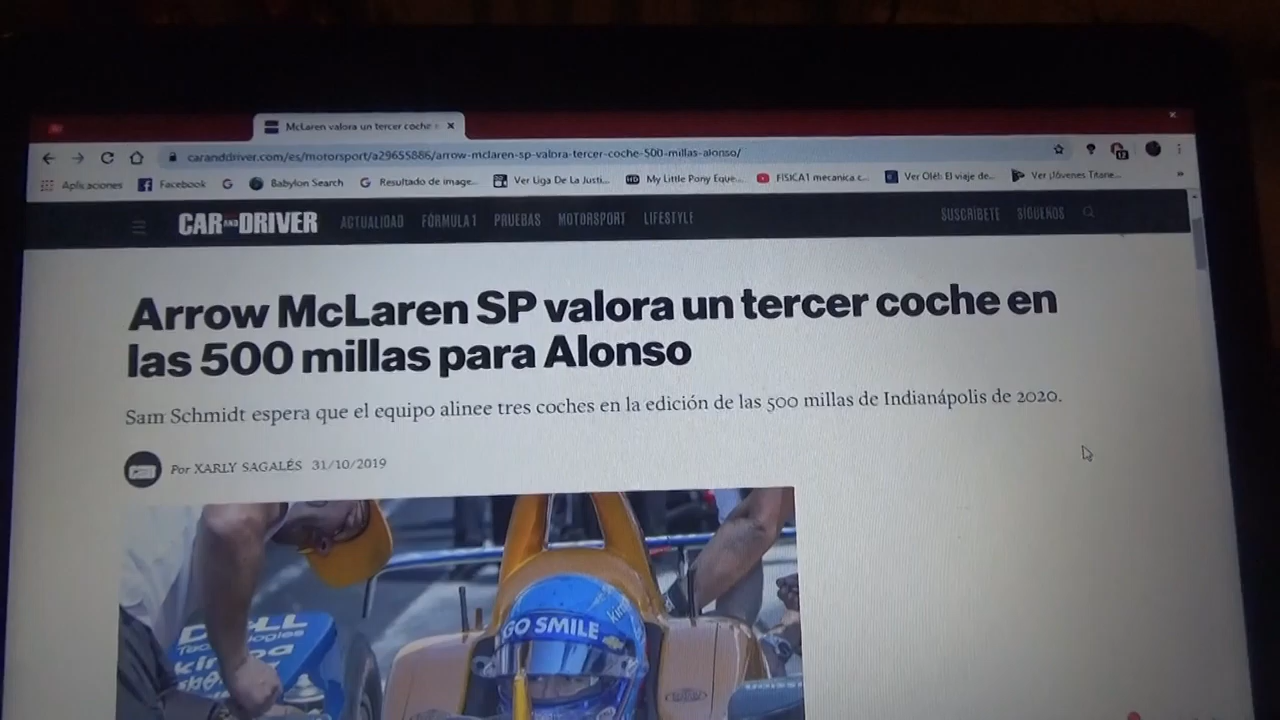 McLaren valora un tercer coche
caranddriver.com/es/motorsport/a29655886/arrow-mclaren-sp-valora-tercer-coche-500-millas-alonso/
Aplicaciones Facebook Babylon Search Resultado de image... Ver Liga De La Justi... My Little Pony Eque... FISICA1 mecanica c... Ver Olé!: El viaje de... Ver ¡Jóvenes Titane...
CAR AND DRIVER ACTUALIDAD FÓRMULA 1 PRUEBAS MOTORSPORT LIFESTYLE SUSCRÍBETE SÍGUENOS
Arrow McLaren SP valora un tercer coche en
las 500 millas para Alonso
Sam Schmidt espera que el equipo alinee tres coches en la edición de las 500 millas de Indianápolis de 2020.
Por XARLY SAGALÉS 31/10/2019
GO SMILE
DELL
Technologies